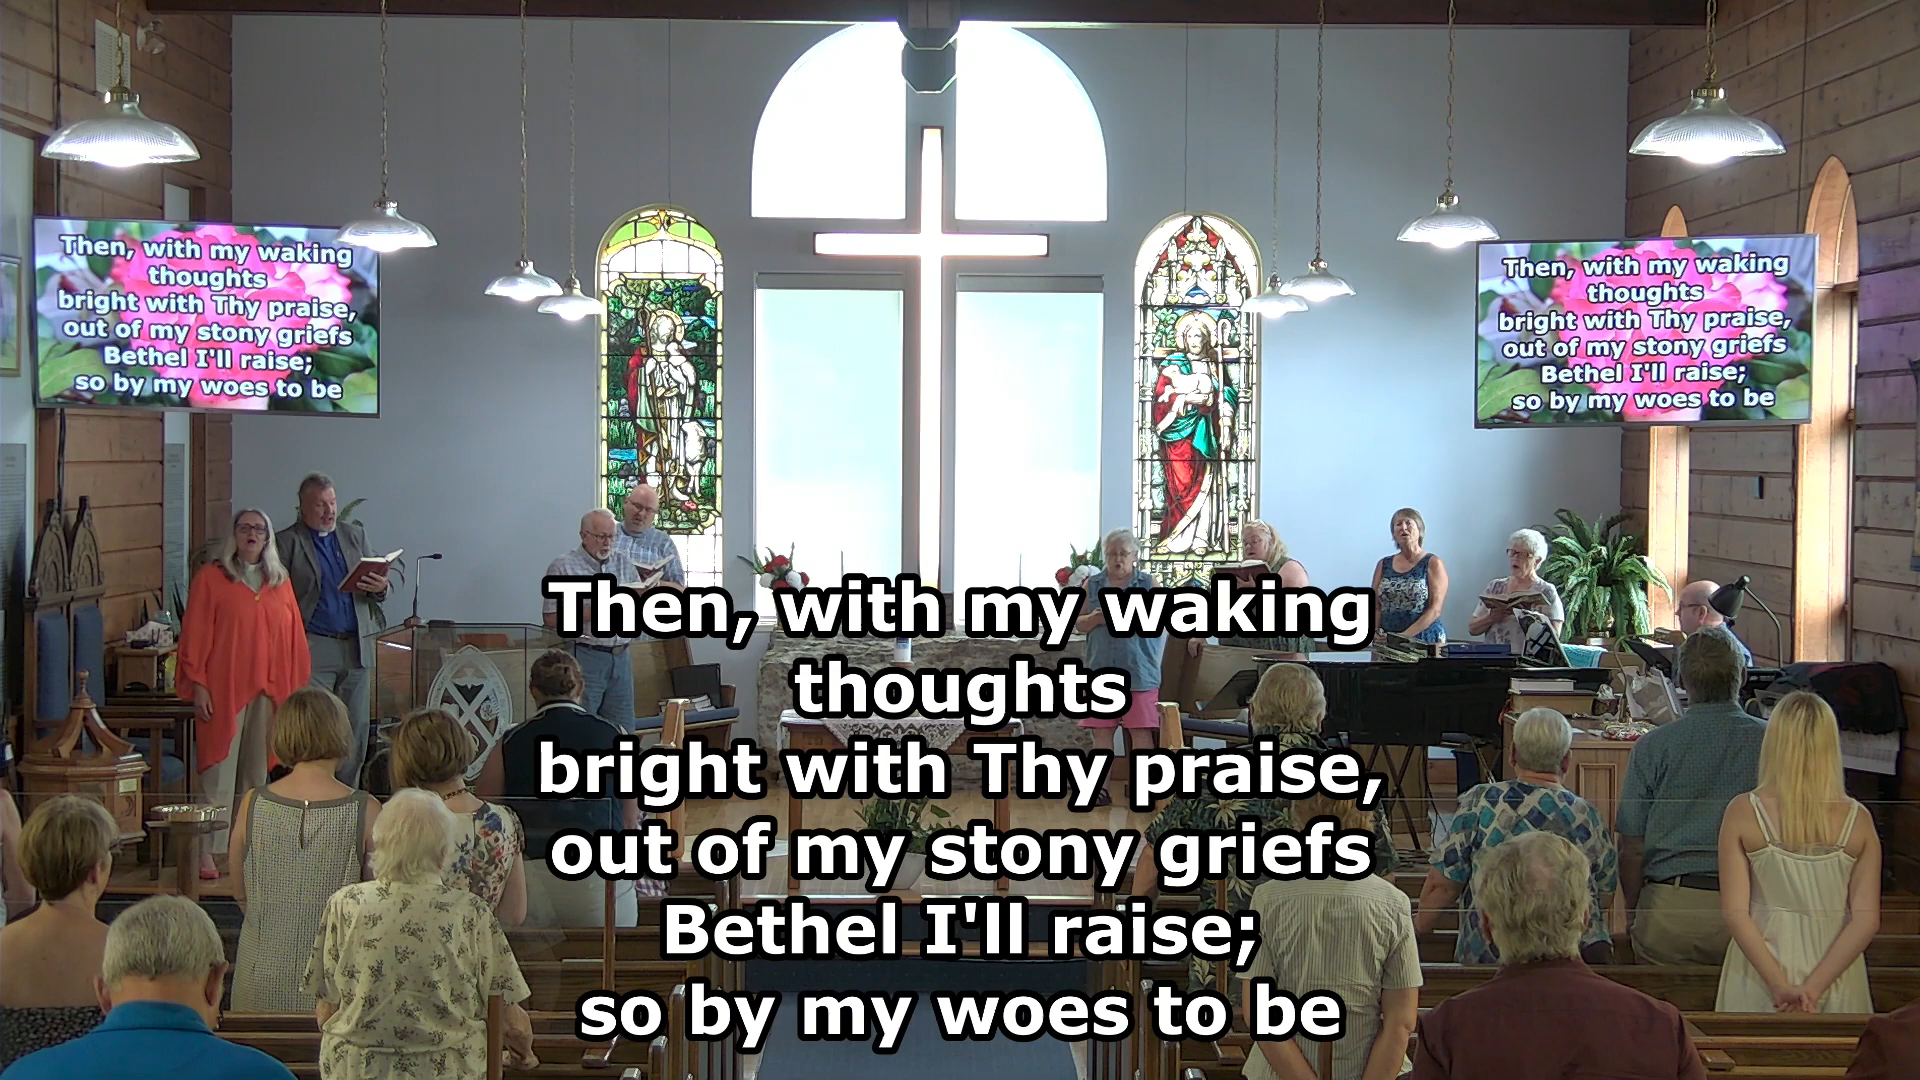 Then, with my waking
thoughts
bright with Thy praise,
out of my stony griefs
Bethel I'll raise;
so by my woes to be
Then, with my waking
thoughts
bright with Thy praise,
out of my stony griefs
Bethel I'll raise;
so by my woes to be
Then, with my waking
thoughts
bright with Thy praise,
out of my stony griefs
Bethel I'll raise;
so by my woes to be